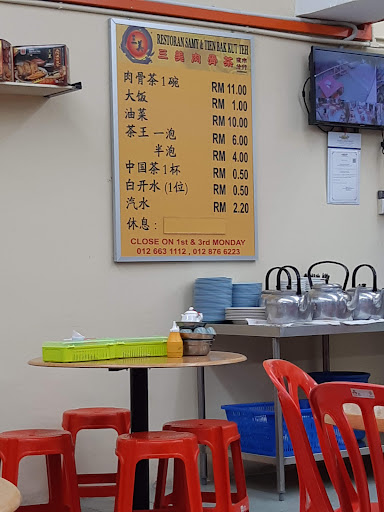 RESTORAN SAMY & TIEN BAK KUT TEH
三美肉骨茶
肉骨茶 1 碗 RM 11.00
大饭 RM 1.00
油菜 RM 10.00
茶王 一泡 RM 6.00
半泡 RM 4.00
中国茶 1 杯 RM 0.50
白开水 (1位) RM 0.50
汽水 RM 2.20
休息 :
CLOSE ON 1st & 3rd MONDAY
012 663 1112 , 012 876 6223